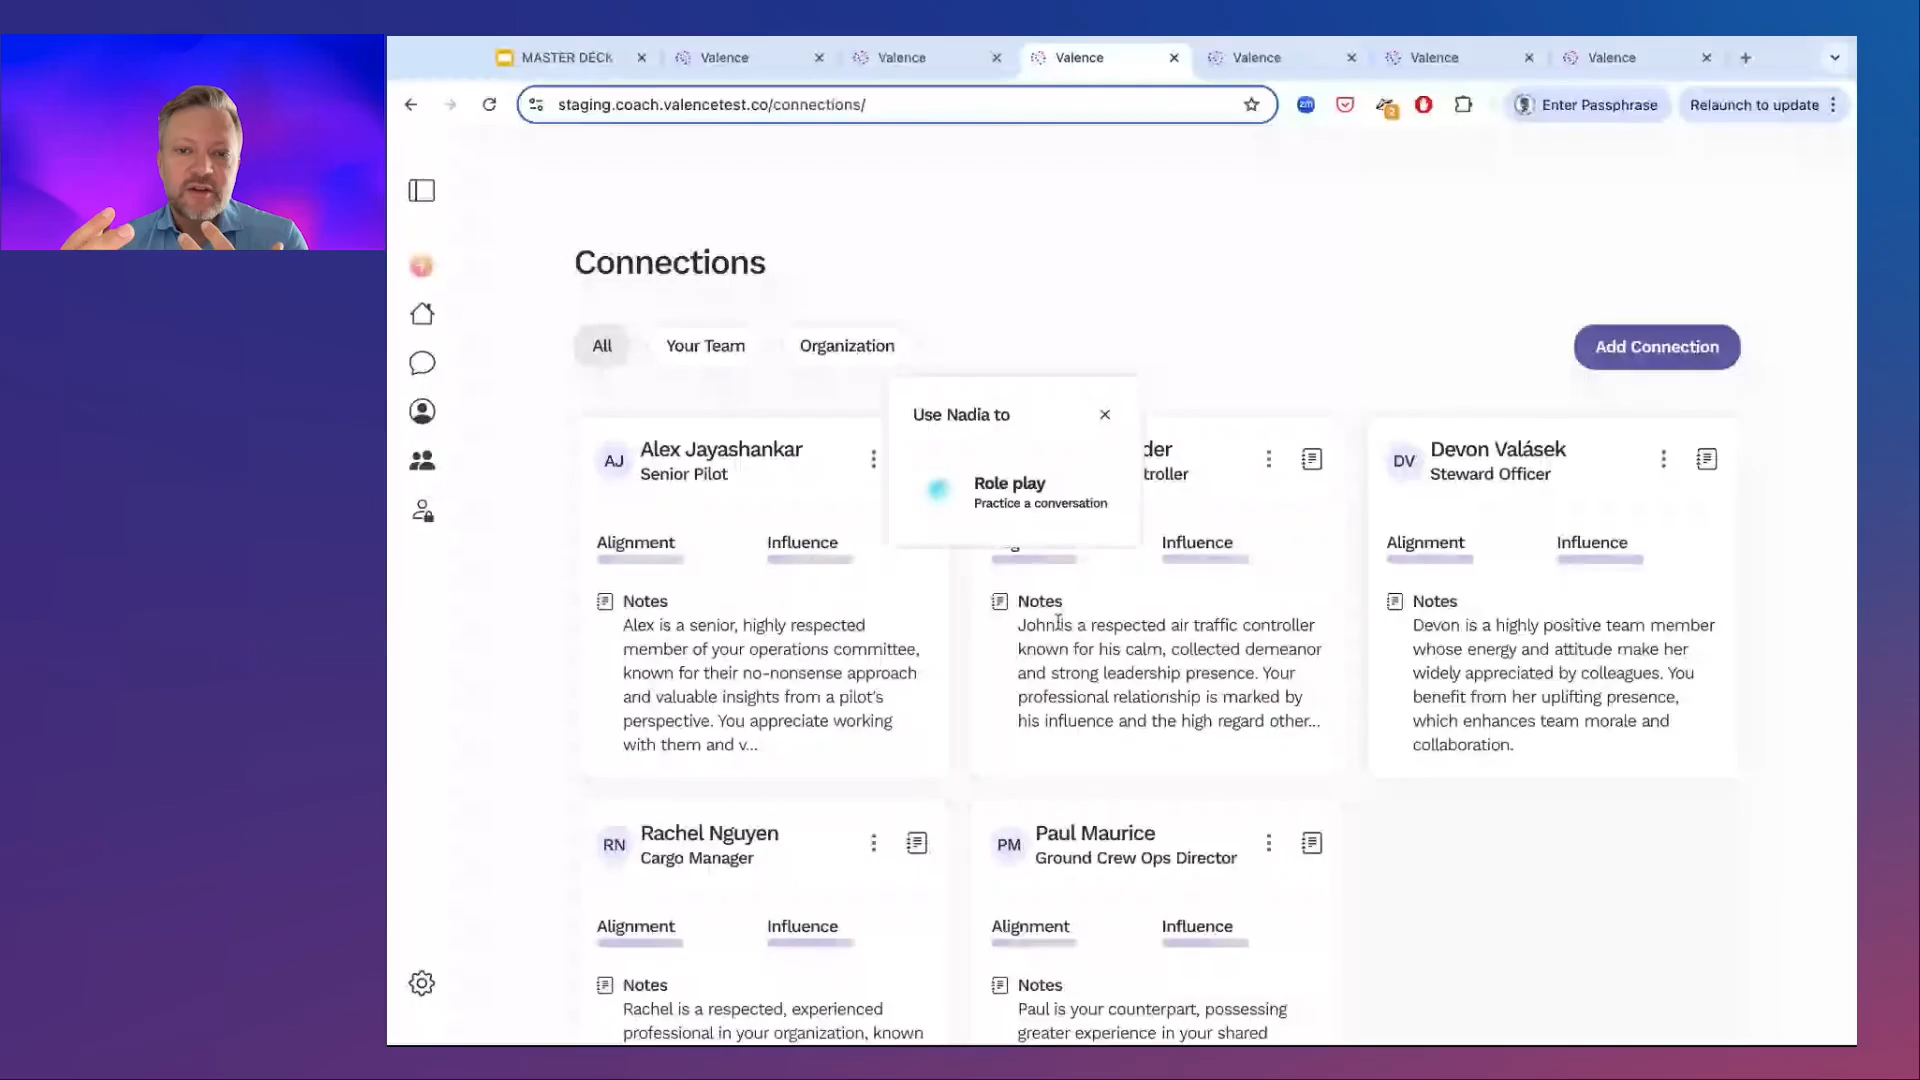 MASTER DECK
Valence
Valence
Valence
Valence
Valence
Valence
staging.coach.valencetest.co/connections/
zm
2
Enter Passphrase
Relaunch to update
Connections
All
Your Team
Organization
Add Connection
Use Nadia to
Role play
Practice a conversation
AJ
Alex Jayashankar
Senior Pilot
Alignment
Influence
Notes
Alex is a senior, highly respected
member of your operations committee,
known for their no-nonsense approach
and valuable insights from a pilot's
perspective. You appreciate working
with them and v...
der
troller
Influence
Notes
John is a respected air traffic controller
known for his calm, collected demeanor
and strong leadership presence. Your
professional relationship is marked by
his influence and the high regard other...
DV
Devon Valásek
Steward Officer
Alignment
Influence
Notes
Devon is a highly positive team member
whose energy and attitude make her
widely appreciated by colleagues. You
benefit from her uplifting presence,
which enhances team morale and
collaboration.
RN
Rachel Nguyen
Cargo Manager
Alignment
Influence
Notes
Rachel is a respected, experienced
professional in your organization, known
PM
Paul Maurice
Ground Crew Ops Director
Alignment
Influence
Notes
Paul is your counterpart, possessing
greater experience in your shared